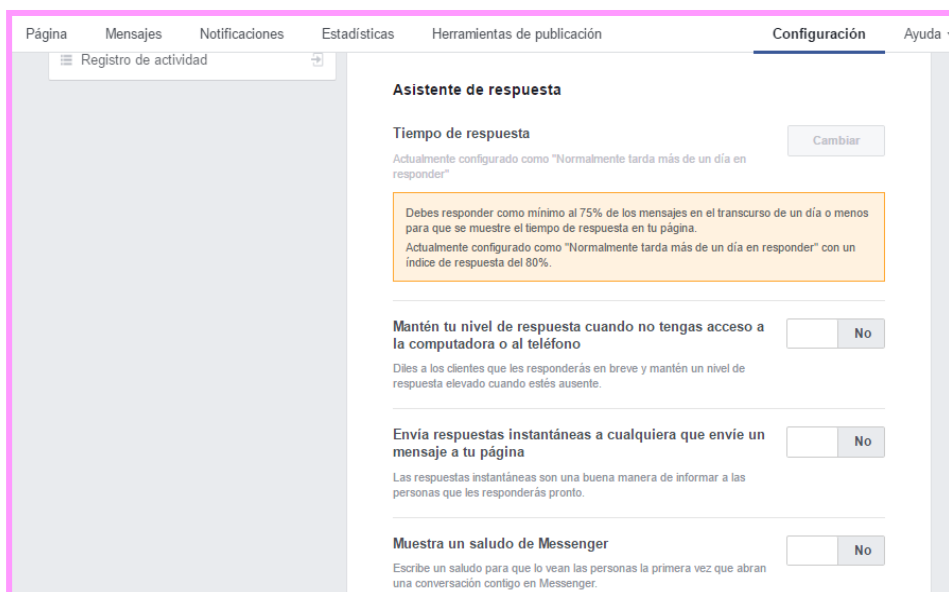 Página Mensajes Notificaciones Estadísticas Herramientas de publicación Configuración Ayuda
Registro de actividad
Asistente de respuesta
Tiempo de respuesta
Cambiar
Actualmente configurado como "Normalmente tarda más de un día en
responder"
Debes responder como mínimo al 75% de los mensajes en el transcurso de un día o menos
para que se muestre el tiempo de respuesta en tu página.
Actualmente configurado como "Normalmente tarda más de un día en responder" con un
índice de respuesta del 80%.
Mantén tu nivel de respuesta cuando no tengas acceso a
la computadora o al teléfono
No
Diles a los clientes que les responderás en breve y mantén un nivel de
respuesta elevado cuando estés ausente.
Envía respuestas instantáneas a cualquiera que envíe un
mensaje a tu página
No
Las respuestas instantáneas son una buena manera de informar a las
personas que les responderás pronto.
Muestra un saludo de Messenger
No
Escribe un saludo para que lo vean las personas la primera vez que abran
una conversación contigo en Messenger.